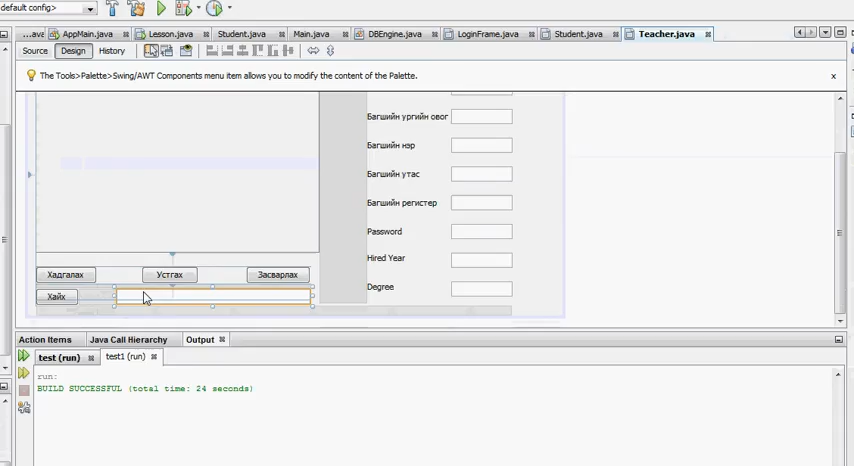 default config>
...ava AppMain.java Lesson.java Student.java Main.java DBEngine.java LoginFrame.java Student.java Teacher.java
Source Design History
The Tools>Palette>Swing/AWT Components menu item allows you to modify the content of the Palette. x
Багшийн ургийн овог
Багшийн нэр
Багшийн утас
Багшийн регистер
Password
Hired Year
Degree
Хадгалах Устгах Засварлах
Хайх
Action Items Java Call Hierarchy Output
test (run) test1 (run)
run:
BUILD SUCCESSFUL (total time: 24 seconds)